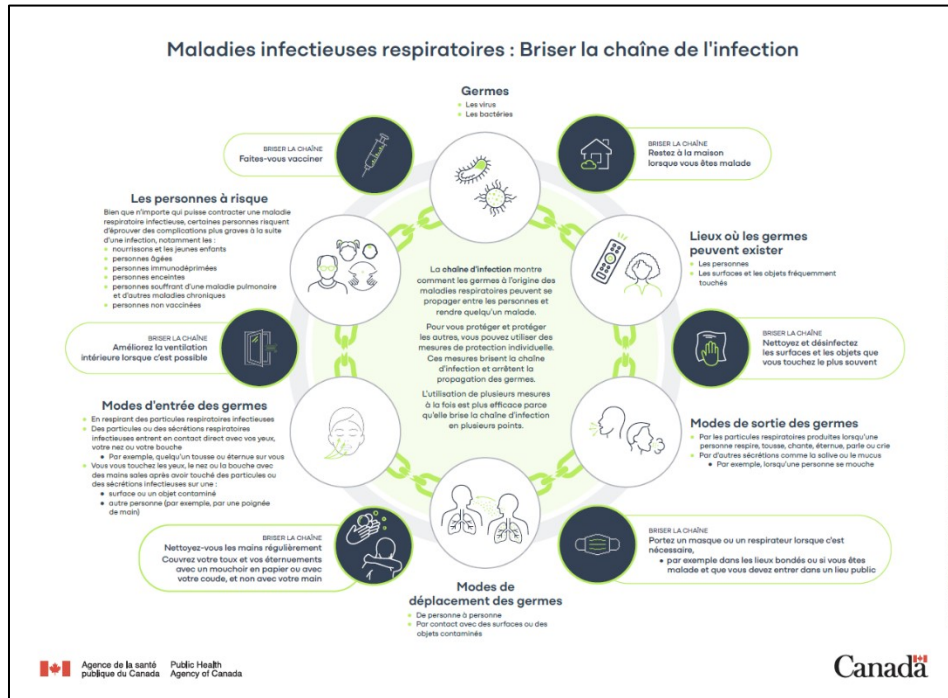 Maladies infectieuses respiratoires : Briser la chaîne de l'infection
Germes
Les virus
Les bactéries
BRISER LA CHAÎNE
Restez à la maison
lorsque vous êtes malade
Lieux où les germes
peuvent exister
Les personnes
Les surfaces et les objets fréquemment
touchés
BRISER LA CHAÎNE
Nettoyez et désinfectez
les surfaces et les objets que
vous touchez le plus souvent
Modes de sortie des germes
Par les particules respiratoires produites lorsqu'une
personne respire, tousse, chante, éternue, parle ou crie
Par d'autres sécrétions comme la salive ou le mucus
Par exemple, lorsqu'une personne se mouche
BRISER LA CHAÎNE
Portez un masque ou un respirateur lorsque c'est
nécessaire,
par exemple dans les lieux bondés ou si vous êtes
malade et que vous devez entrer dans un lieu public
Modes de
déplacement des germes
De personne à personne
Par contact avec des surfaces ou des
objets contaminés
BRISER LA CHAÎNE
Nettoyez-vous les mains régulièrement
Couvrez votre toux et vos éternuements
avec un mouchoir en papier ou avec
votre coude, et non avec votre main
Modes d'entrée des germes
En respirant des particules respiratoires infectieuses
Des particules ou des sécrétions respiratoires
infectieuses entrent en contact direct avec vos yeux,
votre nez ou votre bouche
Par exemple, quelqu'un tousse ou éternue sur vous
Vous vous touchez les yeux, le nez ou la bouche avec
des mains sales après avoir touché des particules ou
des sécrétions infectieuses sur une :
surface ou un objet contaminé
autre personne (par exemple, par une poignée
de main)
BRISER LA CHAÎNE
Améliorez la ventilation
intérieure lorsque c'est possible
Les personnes à risque
Bien que n'importe qui puisse contracter une maladie
respiratoire infectieuse, certaines personnes risquent
d'éprouver des complications plus graves à la suite
d'une infection, notamment les :
nourrissons et les jeunes enfants
personnes âgées
personnes immunodéprimées
personnes enceintes
personnes souffrant d'une maladie pulmonaire
et d'autres maladies chroniques
personnes non vaccinées
BRISER LA CHAÎNE
Faites-vous vacciner
La chaîne d'infection montre
comment les germes à l'origine des
maladies respiratoires peuvent se
propager entre les personnes et
rendre quelqu'un malade.
Pour vous protéger et protéger
les autres, vous pouvez utiliser des
mesures de protection individuelle.
Ces mesures brisent la chaîne
d'infection et arrêtent la
propagation des germes.
L'utilisation de plusieurs mesures
à la fois est plus efficace parce
qu'elle brise la chaîne d'infection
en plusieurs points.
Agence de la santé
publique du Canada
Public Health
Agency of Canada
Canada